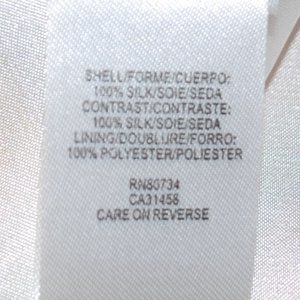 SHELL/FORME/CUERPO:
100% SILK/SOIE/SEDA
CONTRAST/CONTRASTE:
100% SILK/SOIE/SEDA
LINING/DOUBLURE/FORRO:
100% POLYESTER/POLIESTER
RN80734
CA31458
CARE ON REVERSE